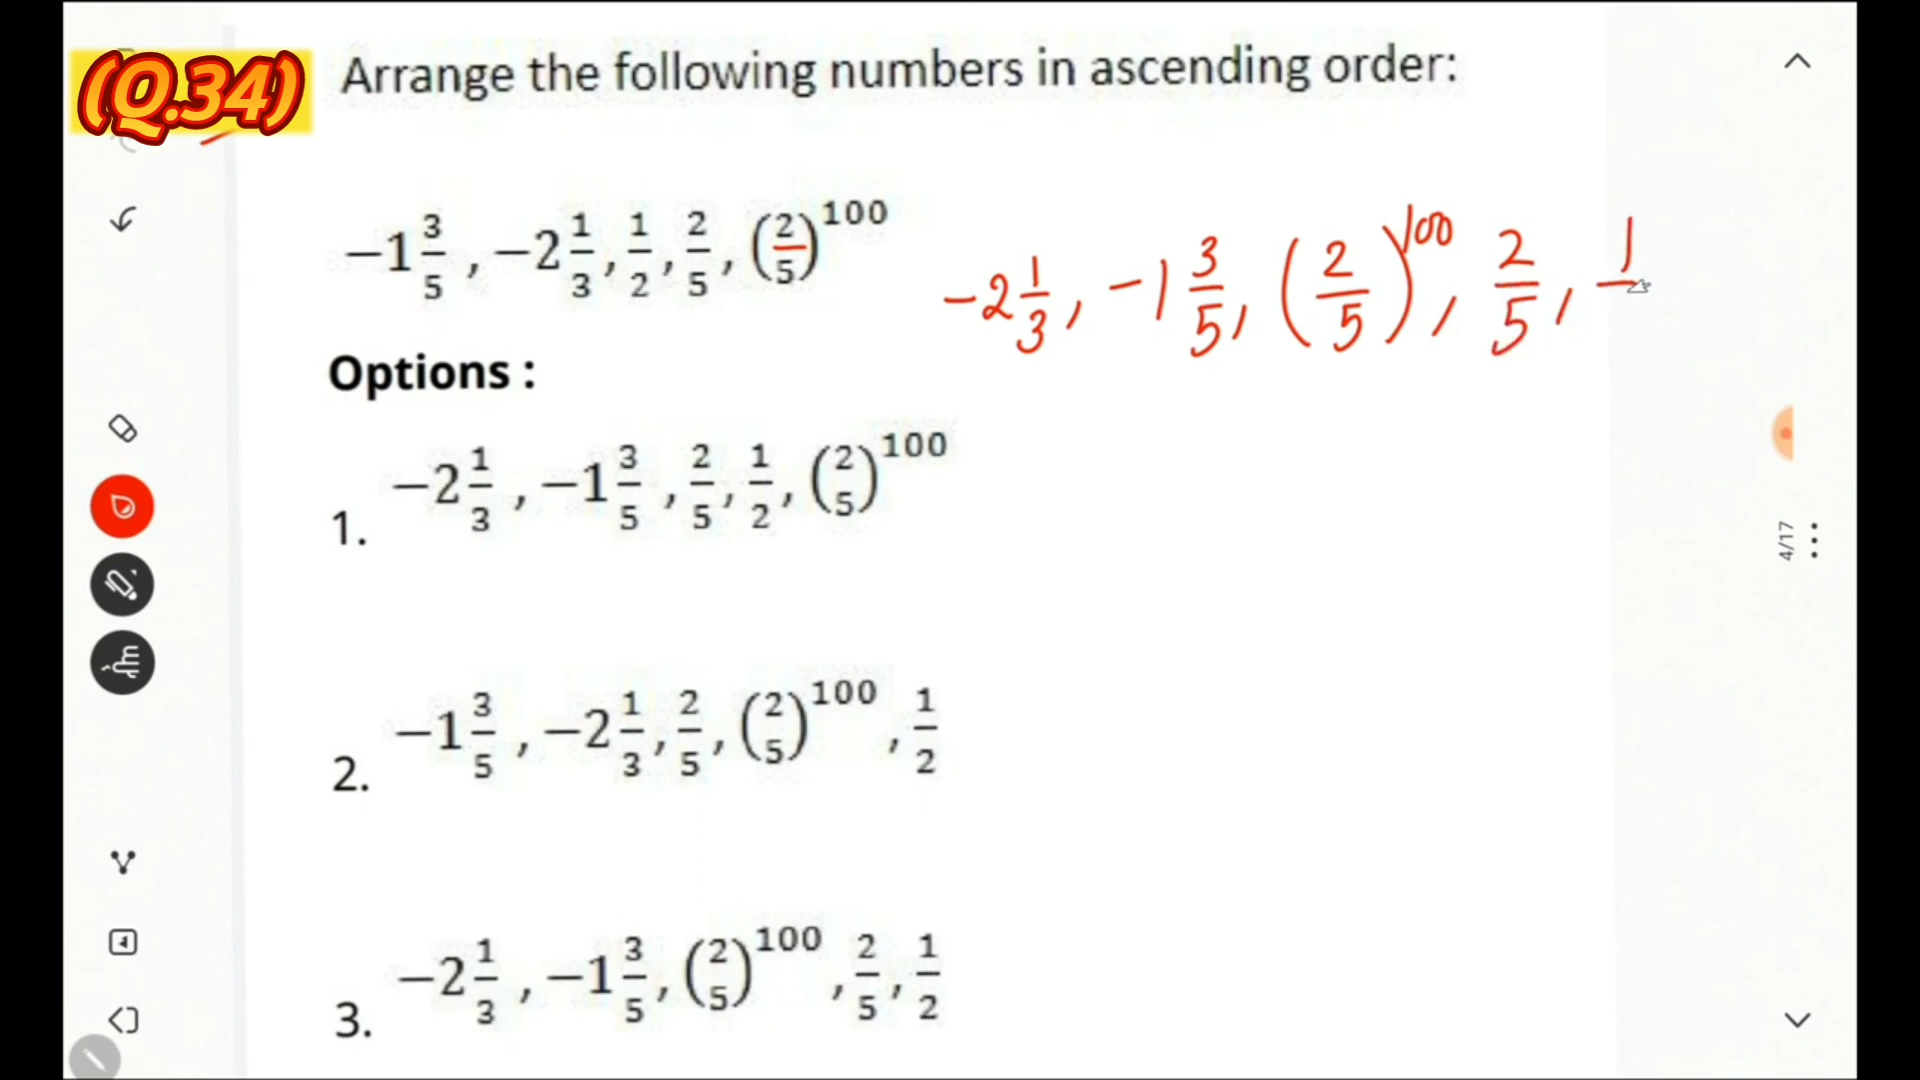 (Q.34) Arrange the following numbers in ascending order:
−1 3/5 , −2 1/3, 1/2, 2/5, (2/5)^100
−2 1/3, −1 3/5, (2/5)^100, 2/5, 1
Options :
1. −2 1/3 , −1 3/5 , 2/5, 1/2, (2/5)^100
2. −1 3/5 , −2 1/3, 2/5, (2/5)^100 , 1/2
3. −2 1/3 , −1 3/5, (2/5)^100 , 2/5, 1/2
4/17